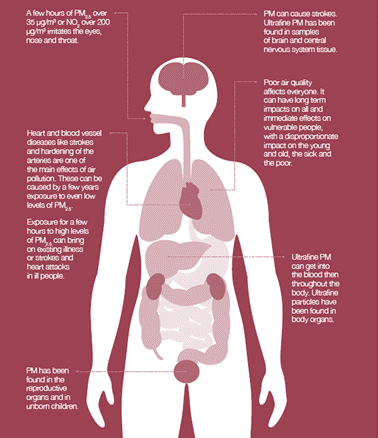 A few hours of PM₂.₅ over
35 µg/m³ or NO₂ over 200
µg/m³ irritates the eyes,
nose and throat.
PM can cause strokes.
Ultrafine PM has been
found in samples
of brain and central
nervous system tissue.
Poor air quality
affects everyone. It
can have long term
impacts on all and
immediate effects on
vulnerable people,
with a disproportionate
impact on the young
and old, the sick and
the poor.
Heart and blood vessel
diseases like strokes
and hardening of the
arteries are one of
the main effects of air
pollution. These can be
caused by a few years
exposure to even low
levels of PM₂.₅.
Exposure for a few
hours to high levels
of PM₂.₅ can bring
on existing illness
or strokes and
heart attacks
in ill people.
Ultrafine PM
can get into
the blood then
throughout the
body. Ultrafine
particles have
been found in
body organs.
PM has been
found in the
reproductive
organs and in
unborn children.